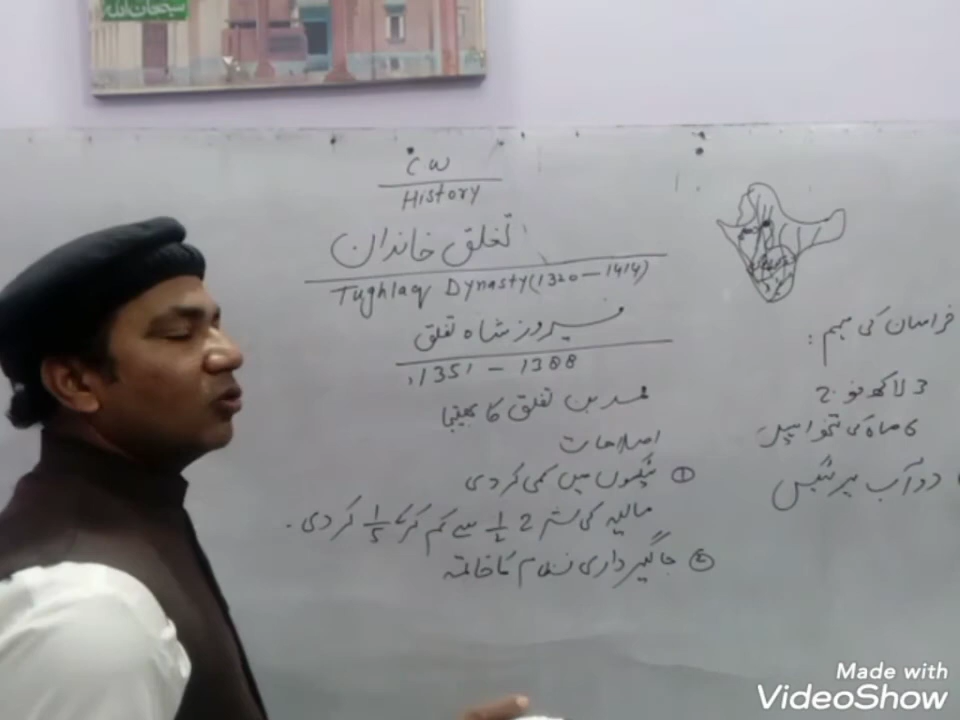 سبحان اللہ
CW
History
تغلق خاندان
Tughlaq Dynasty (1320 – 1414)
فیروز شاہ تغلق
1351 – 1388
محمد بن تغلق کا بھتیجا
اصلاحات
① ٹیکسوں میں کمی کر دی
مالیہ کی شرح 1/2 سے کم کر کے 1/5 کر دی۔
② جاگیرداری نظام کا خاتمہ
خراسان کی مہم :
3 لاکھ فوج
6 ماہ کی تنخواہ
دوآب پر ٹیکس
Made with
VideoShow